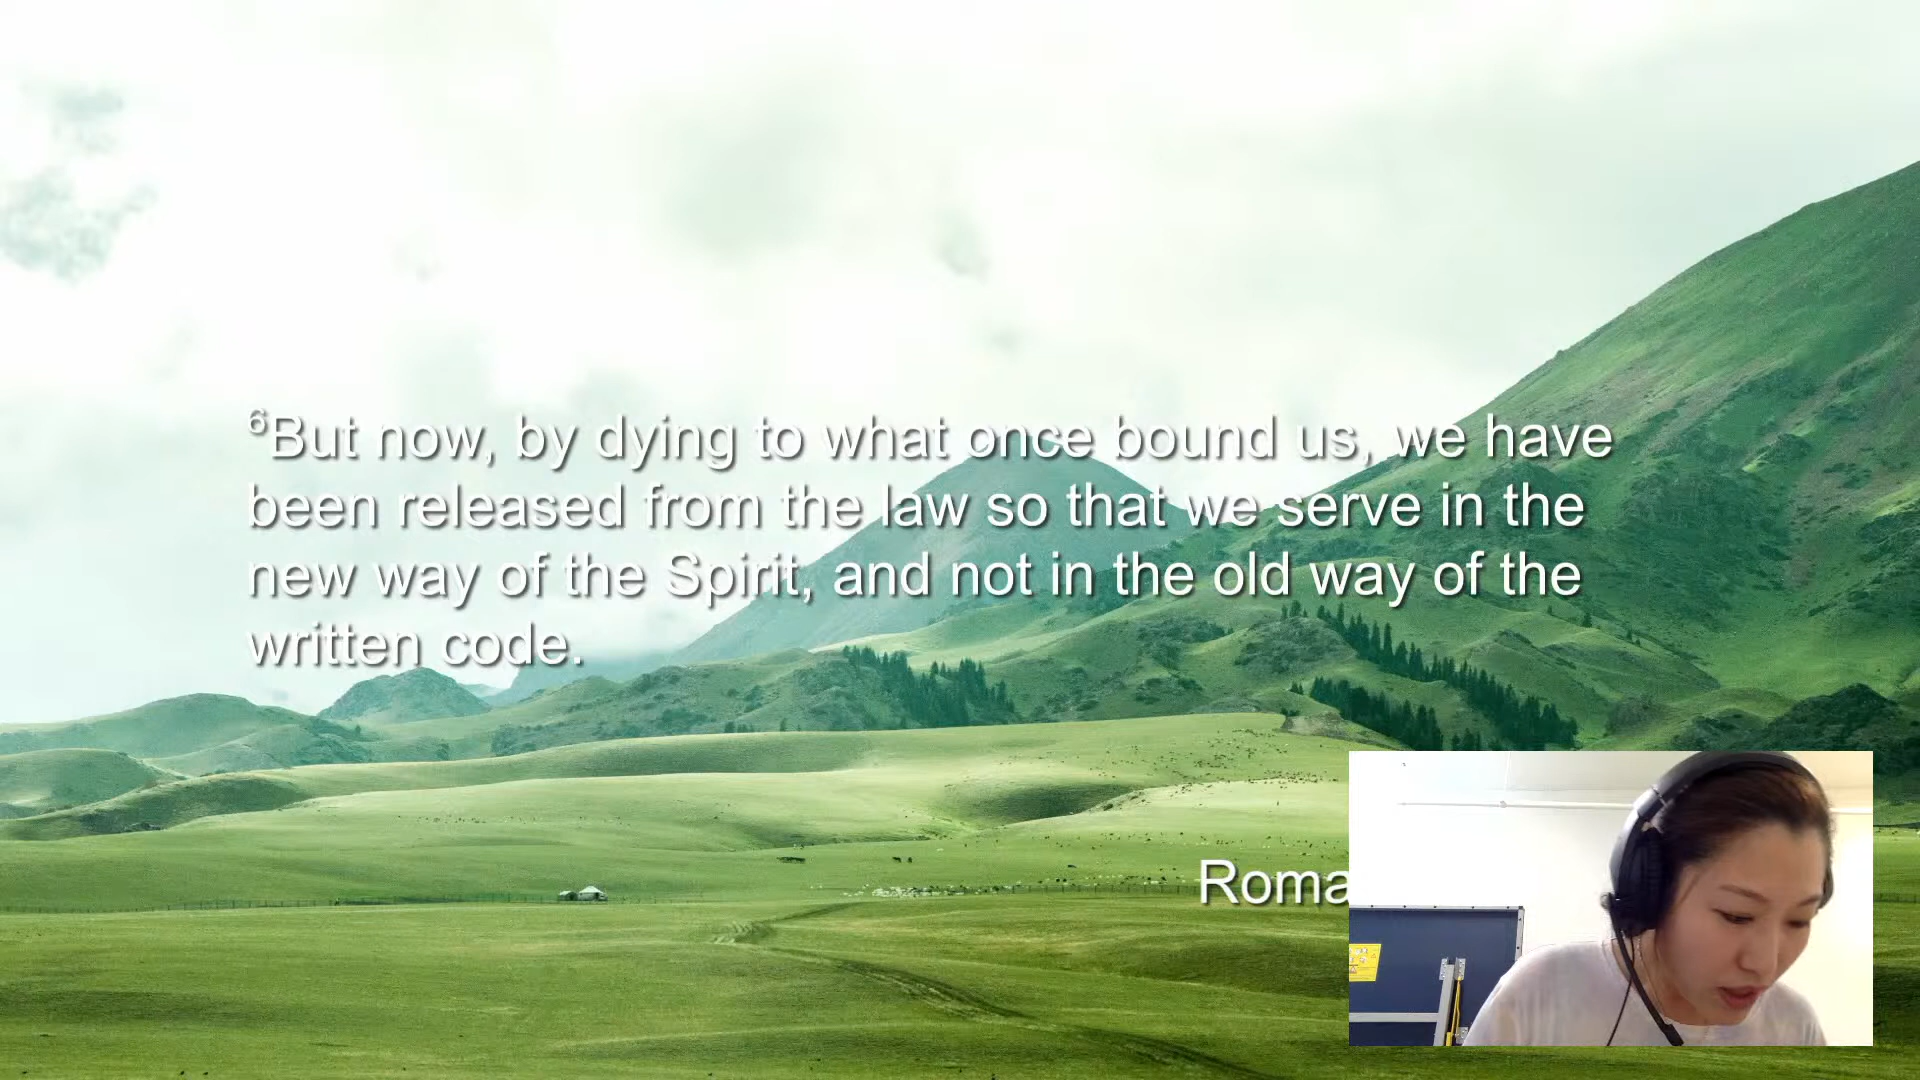 ⁶But now, by dying to what once bound us, we have
been released from the law so that we serve in the
new way of the Spirit, and not in the old way of the
written code.
Roma